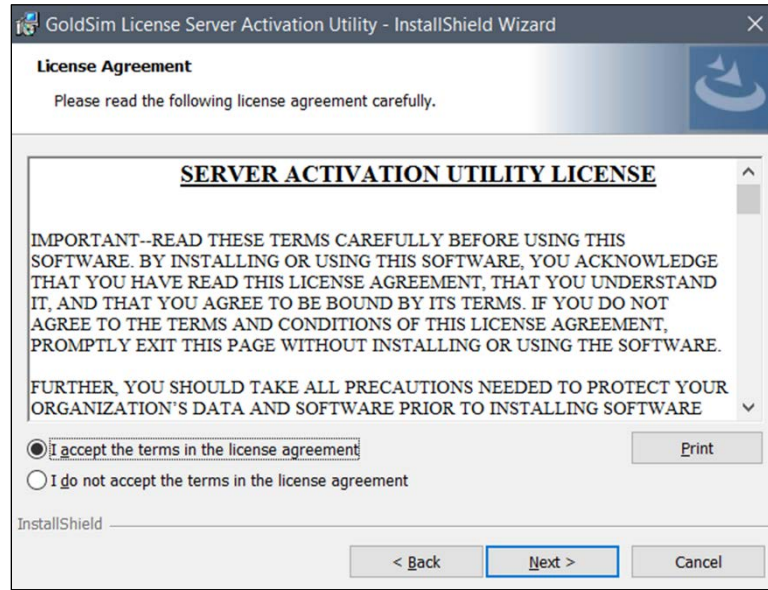 GoldSim License Server Activation Utility - InstallShield Wizard
License Agreement
Please read the following license agreement carefully.
SERVER ACTIVATION UTILITY LICENSE
IMPORTANT--READ THESE TERMS CAREFULLY BEFORE USING THIS
SOFTWARE. BY INSTALLING OR USING THIS SOFTWARE, YOU ACKNOWLEDGE
THAT YOU HAVE READ THIS LICENSE AGREEMENT, THAT YOU UNDERSTAND
IT, AND THAT YOU AGREE TO BE BOUND BY ITS TERMS. IF YOU DO NOT
AGREE TO THE TERMS AND CONDITIONS OF THIS LICENSE AGREEMENT,
PROMPTLY EXIT THIS PAGE WITHOUT INSTALLING OR USING THE SOFTWARE.
FURTHER, YOU SHOULD TAKE ALL PRECAUTIONS NEEDED TO PROTECT YOUR
ORGANIZATION’S DATA AND SOFTWARE PRIOR TO INSTALLING SOFTWARE
I accept the terms in the license agreement
Print
I do not accept the terms in the license agreement
InstallShield
< Back
Next >
Cancel